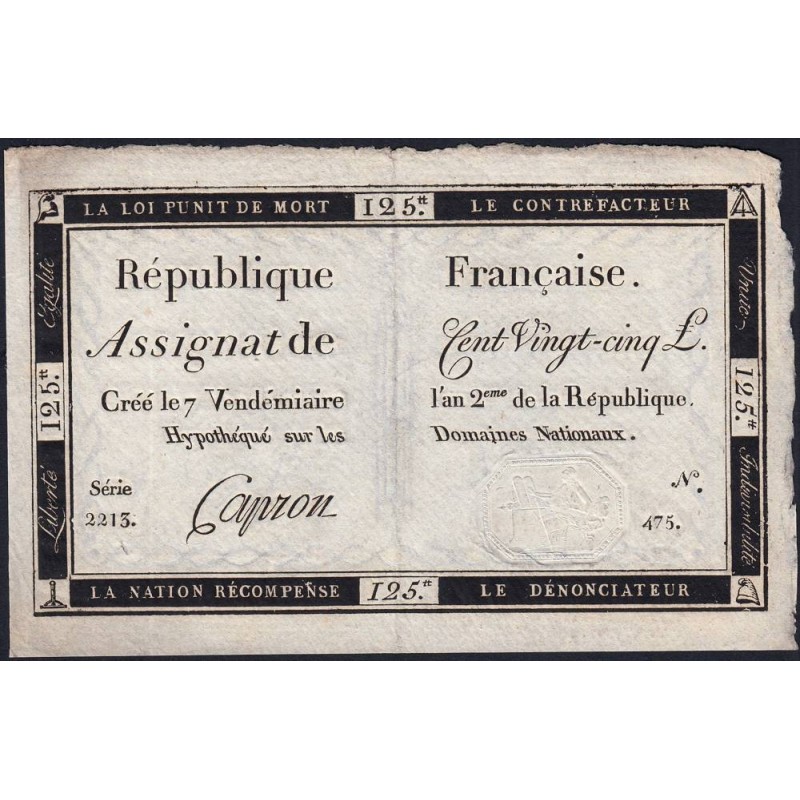 LA LOI PUNIT DE MORT 125.tt LE CONTREFACTEUR
Liberté 125.tt Égalité
République Française.
Assignat de Cent Vingt-cinq £.
Créé le 7 Vendémiaire l'an 2eme de la République.
Hypothéqué sur les Domaines Nationaux.
Série N.
2213. Capron 475.
Unité 125.tt Indivisibilité
LA NATION RÉCOMPENSE 125.tt LE DÉNONCIATEUR